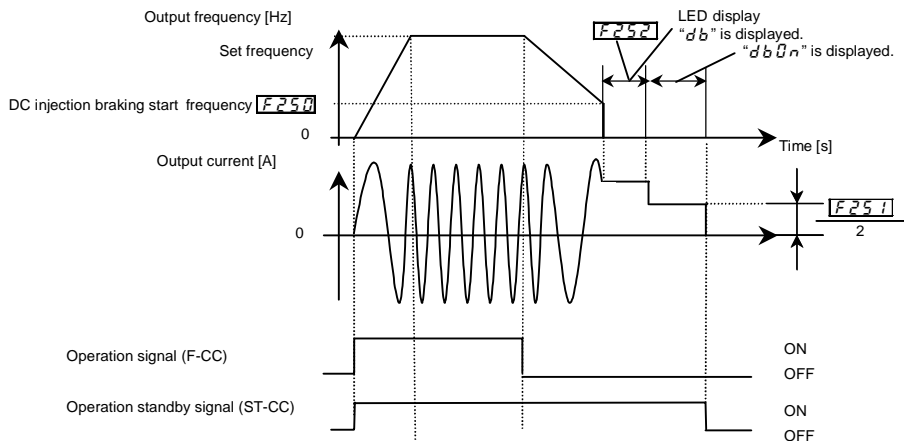 Output frequency [Hz]
Set frequency
F252
LED display
“db” is displayed.
“dbOn” is displayed.
DC injection braking start frequency F250
0
Time [s]
Output current [A]
F251
2
0
Operation signal (F-CC)
ON
OFF
Operation standby signal (ST-CC)
ON
OFF